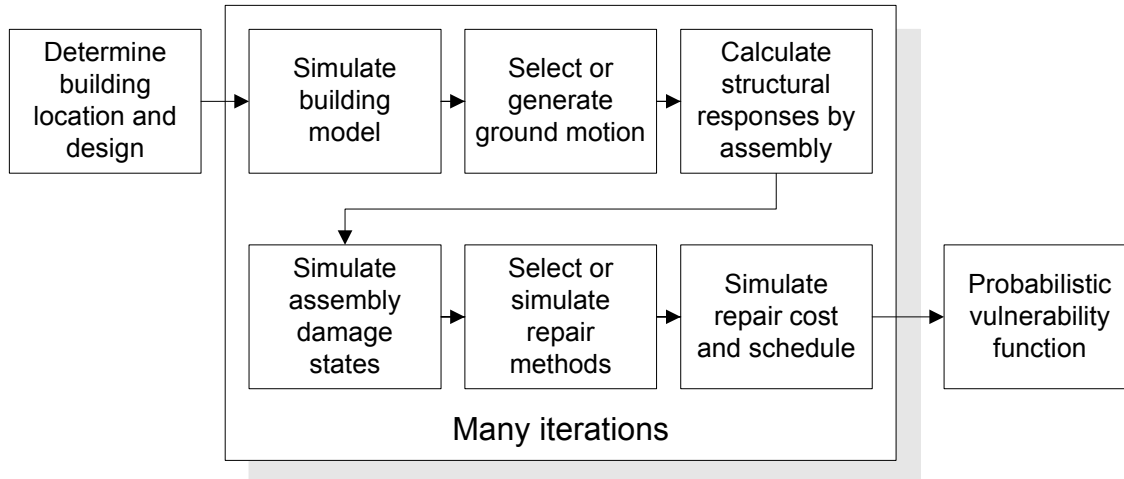 Determine
building
location and
design
Simulate
building
model
Select or
generate
ground motion
Calculate
structural
responses by
assembly
Simulate
assembly
damage
states
Select or
simulate
repair
methods
Simulate
repair cost
and schedule
Probabilistic
vulnerability
function
Many iterations